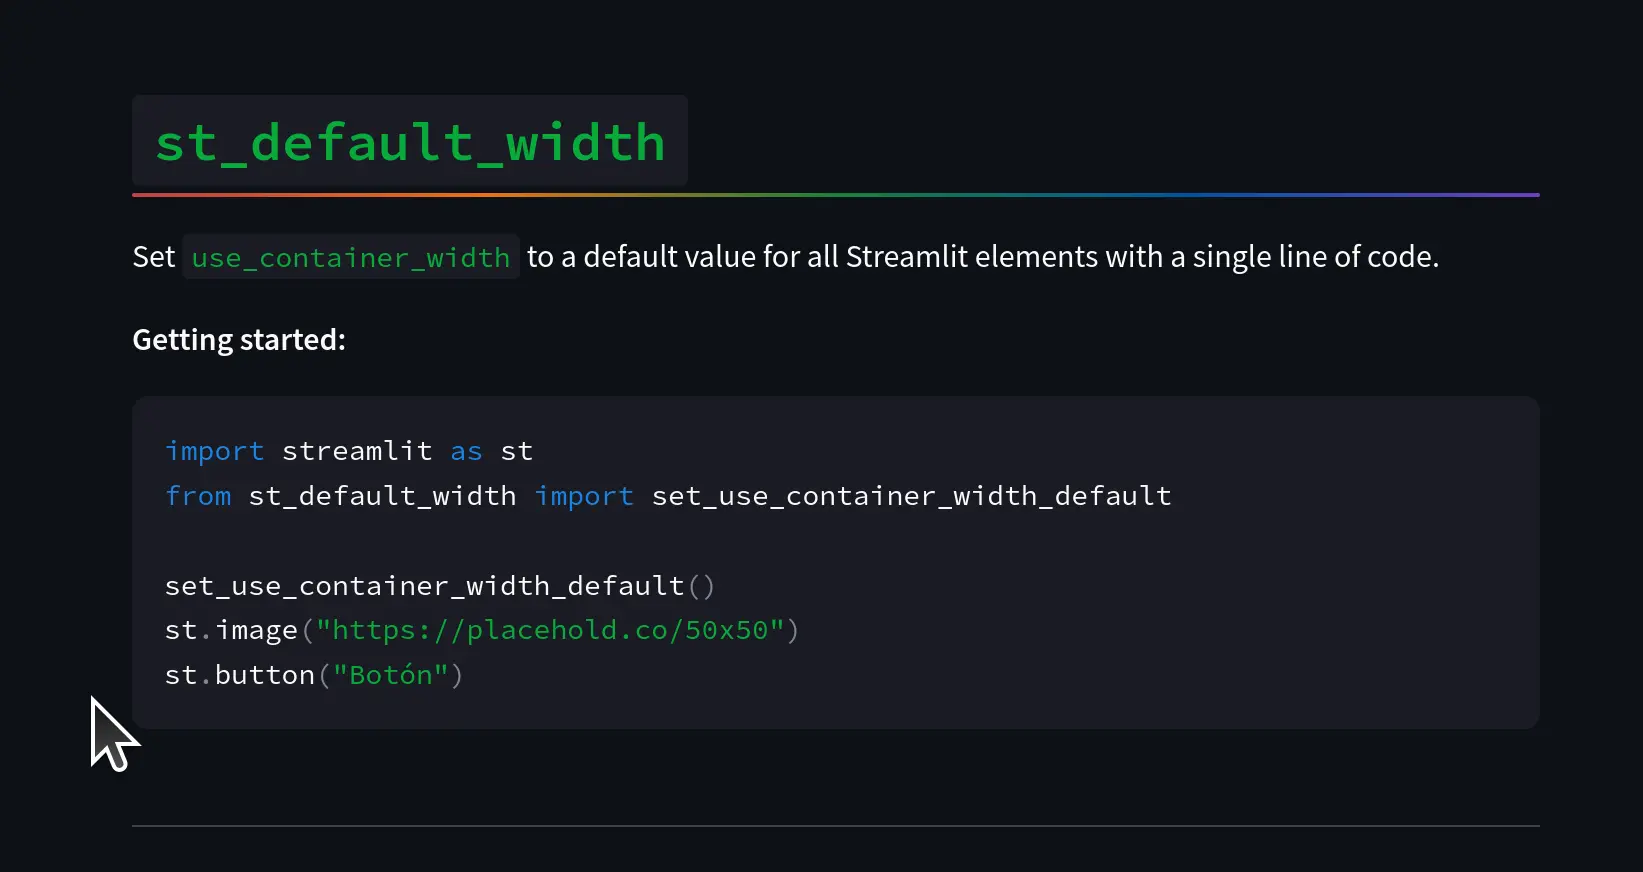 st_default_width
Set use_container_width to a default value for all Streamlit elements with a single line of code.
Getting started:
import streamlit as st
from st_default_width import set_use_container_width_default
set_use_container_width_default()
st.image("https://placehold.co/50x50")
st.button("Botón")